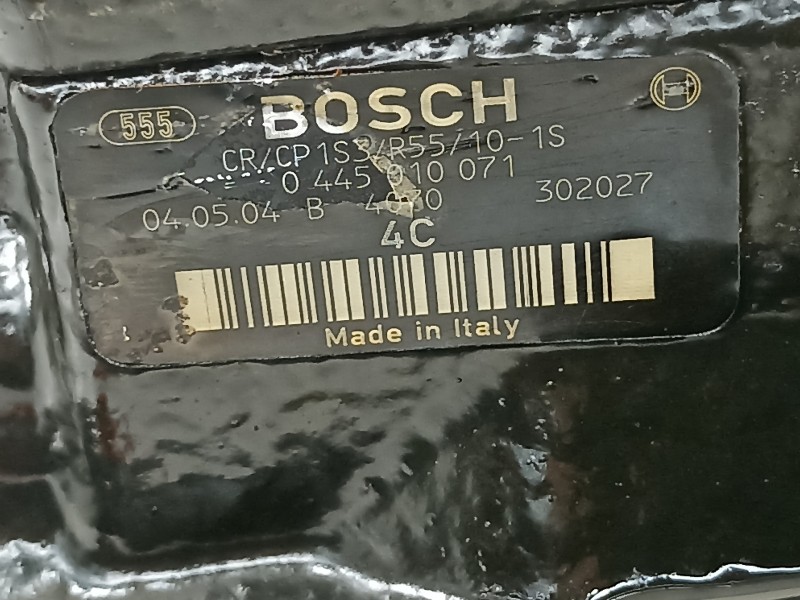 555 BOSCH
CR/CP1S3/R55/10-1S
0 445 010 071
04.05.04 B 4070 302027
4C
Made in Italy